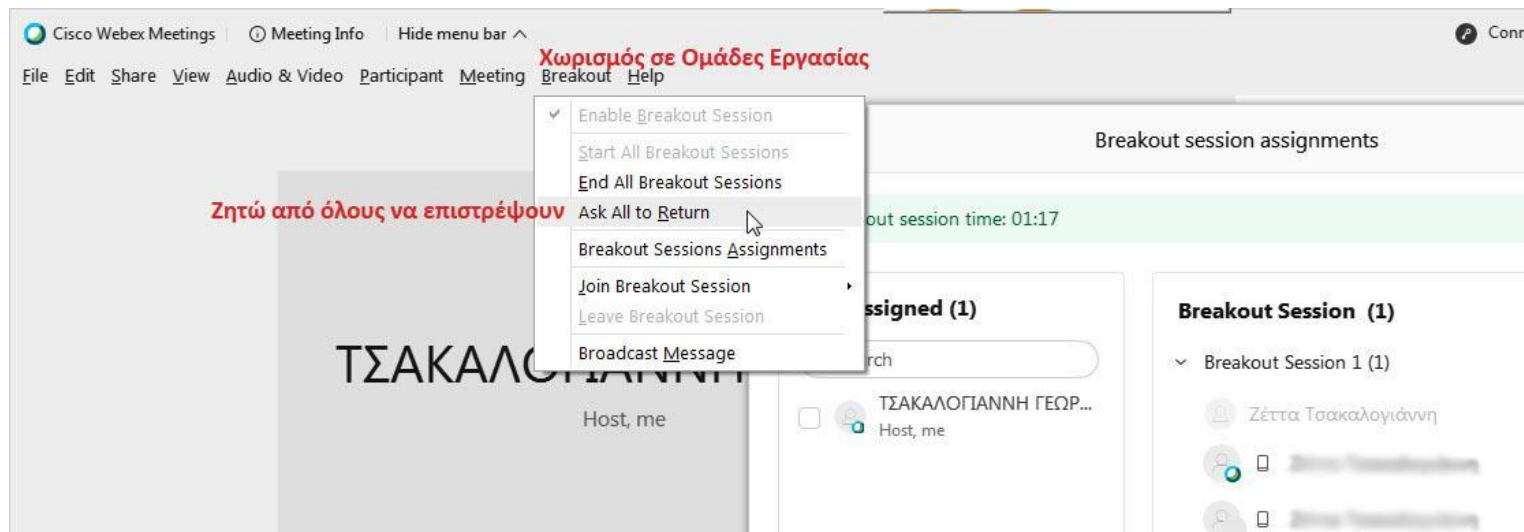 Cisco Webex Meetings Meeting Info Hide menu bar
Conn
Χωρισμός σε Ομάδες Εργασίας
File Edit Share View Audio & Video Participant Meeting Breakout Help
Enable Breakout Session
Start All Breakout Sessions
End All Breakout Sessions
Ζητώ από όλους να επιστρέψουν
Ask All to Return
Breakout Sessions Assignments
Join Breakout Session
Leave Breakout Session
Broadcast Message
Host, me
Breakout session assignments
out session time: 01:17
ssigned (1)
rch
ΤΣΑΚΑΛΟΓΙΑΝΝΗ ΓΕΩΡ...
Host, me
Breakout Session (1)
Breakout Session 1 (1)
Ζέττα Τσακαλογιάννη